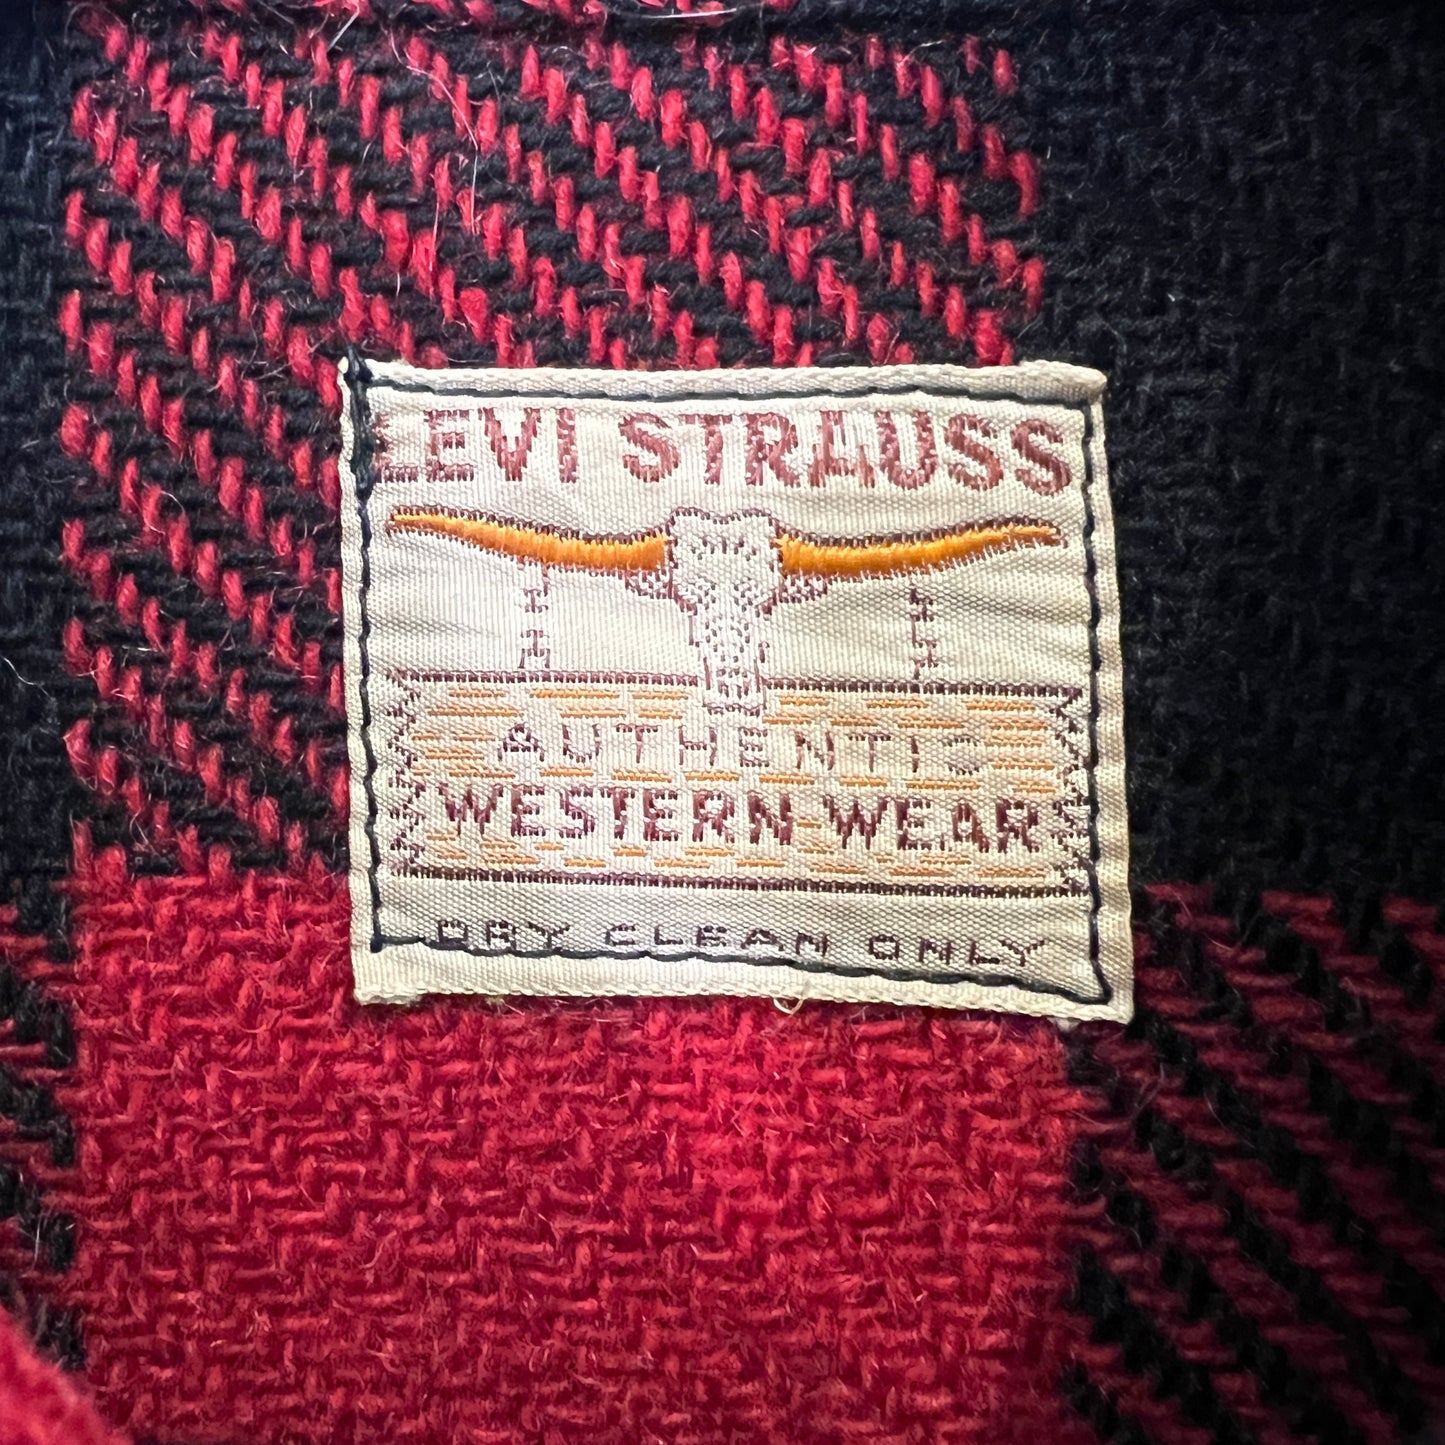 LEVI STRAUSS
AUTHENTIC
WESTERN WEAR
DRY CLEAN ONLY